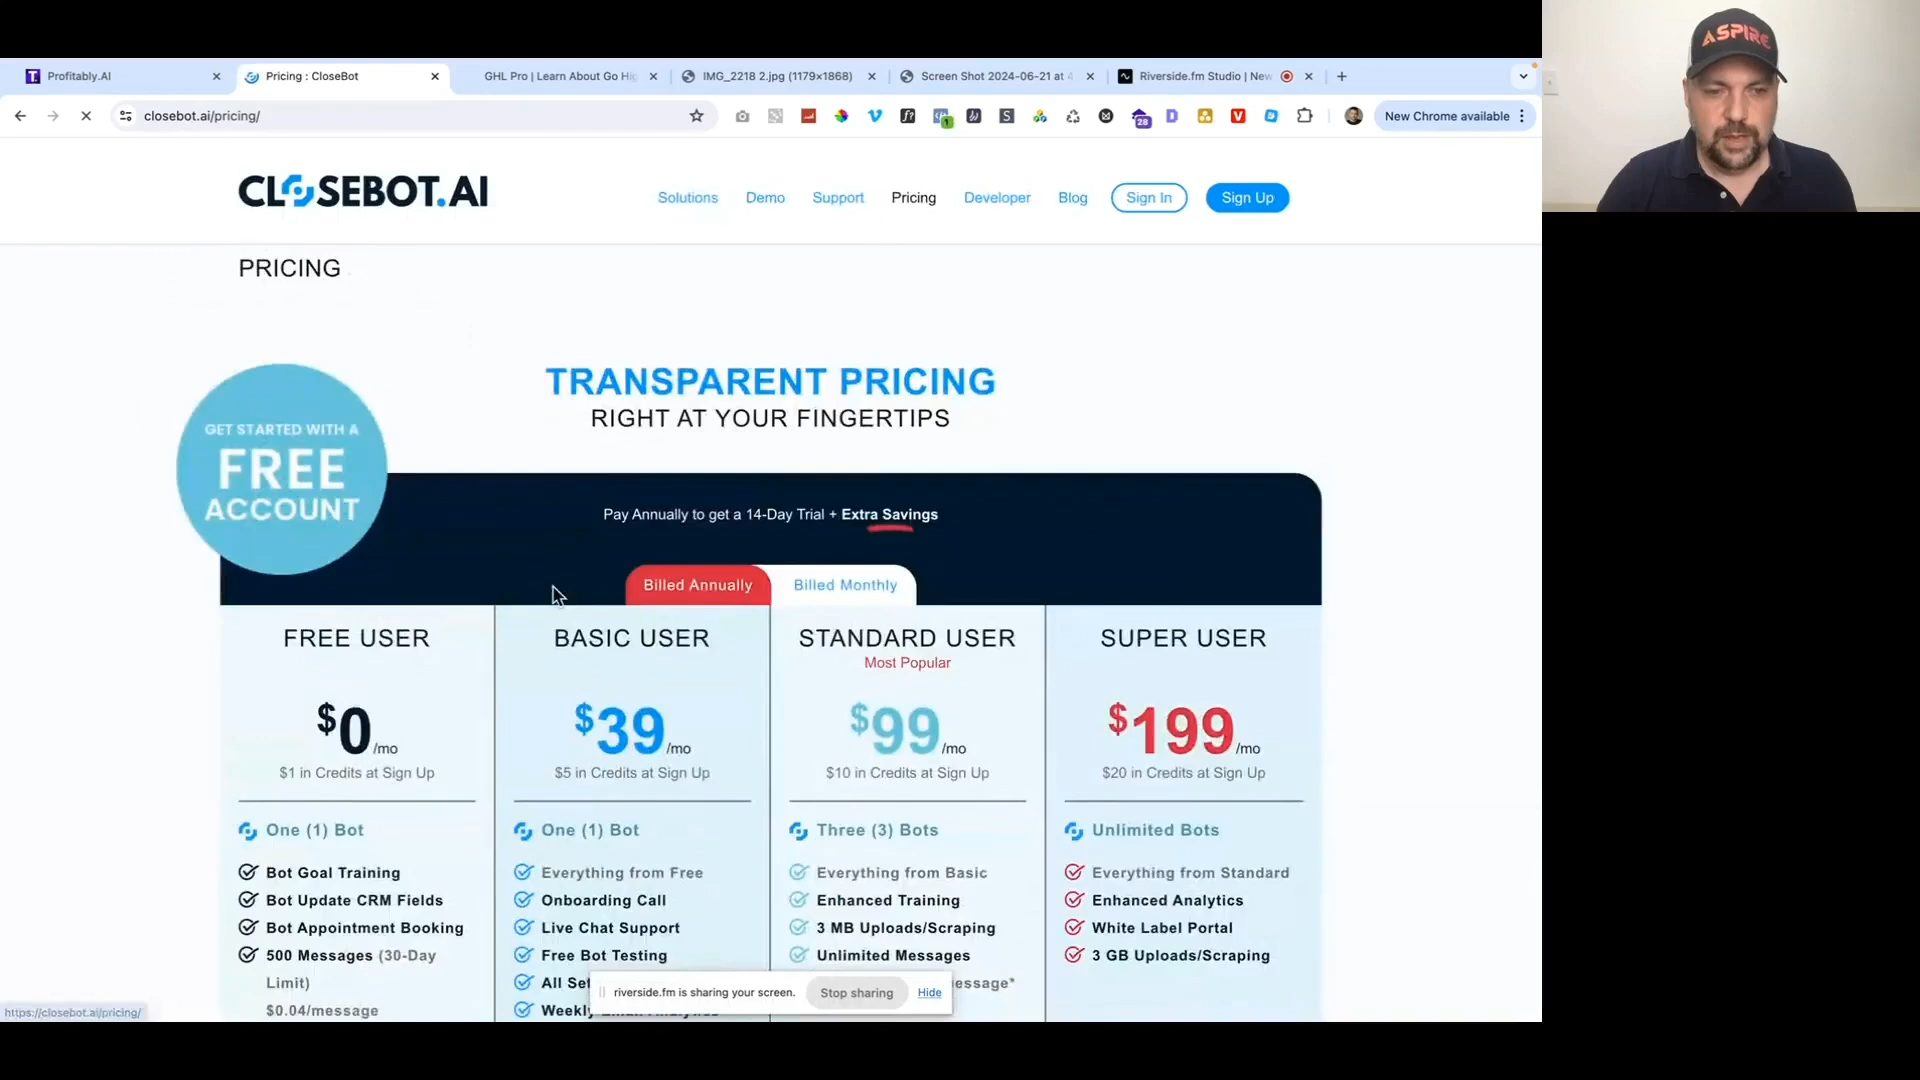 Profitably.AI
Pricing : CloseBot
GHL Pro | Learn About Go Hig
IMG_2218 2.jpg (1179×1868)
Screen Shot 2024-06-21 at 4
Riverside.fm Studio | New
closebot.ai/pricing/
1
28
New Chrome available
ASPIRE
CLOSEBOT.AI
Solutions
Demo
Support
Pricing
Developer
Blog
Sign In
Sign Up
PRICING
TRANSPARENT PRICING
RIGHT AT YOUR FINGERTIPS
GET STARTED WITH A
FREE
ACCOUNT
Pay Annually to get a 14-Day Trial + Extra Savings
Billed Annually
Billed Monthly
FREE USER
$0/mo
$1 in Credits at Sign Up
One (1) Bot
Bot Goal Training
Bot Update CRM Fields
Bot Appointment Booking
500 Messages (30-Day
Limit)
$0.04/message
BASIC USER
$39/mo
$5 in Credits at Sign Up
One (1) Bot
Everything from Free
Onboarding Call
Live Chat Support
Free Bot Testing
All Set
Weekly
STANDARD USER
Most Popular
$99/mo
$10 in Credits at Sign Up
Three (3) Bots
Everything from Basic
Enhanced Training
3 MB Uploads/Scraping
Unlimited Messages
essage*
SUPER USER
$199/mo
$20 in Credits at Sign Up
Unlimited Bots
Everything from Standard
Enhanced Analytics
White Label Portal
3 GB Uploads/Scraping
riverside.fm is sharing your screen.
Stop sharing
Hide
https://closebot.ai/pricing/